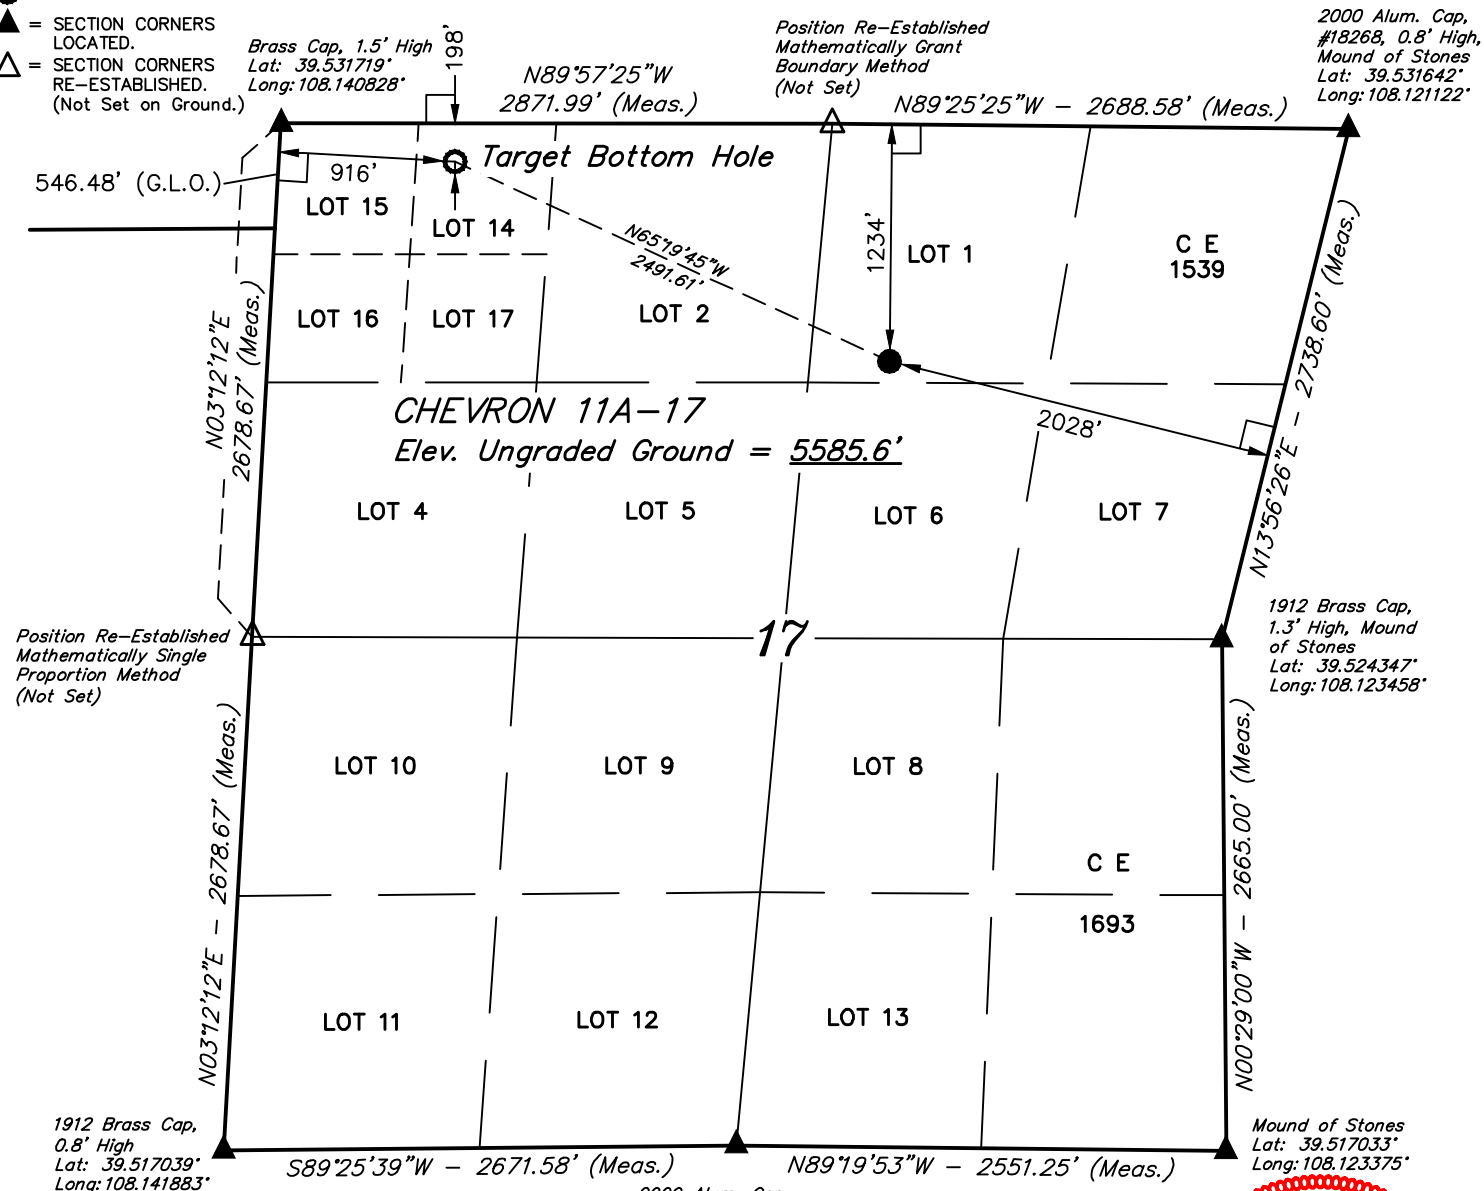 = SECTION CORNERS
LOCATED.
= SECTION CORNERS
RE-ESTABLISHED.
(Not Set on Ground.)
Brass Cap, 1.5' High
Lat: 39.531719°
Long: 108.140828°
198'
N89°57'25"W
2871.99' (Meas.)
Position Re-Established
Mathematically Grant
Boundary Method
(Not Set)
N89°25'25"W - 2688.58' (Meas.)
2000 Alum. Cap,
#18268, 0.8' High,
Mound of Stones
Lat: 39.531642°
Long: 108.121122°
546.48' (G.L.O.)
916'
Target Bottom Hole
LOT 15
LOT 14
N65°19'45"W
2491.61'
1234'
LOT 1
C E
1539
LOT 16
LOT 17
LOT 2
N03°12'12"E
2678.67' (Meas.)
N13°56'26"E - 2738.60' (Meas.)
CHEVRON 11A-17
Elev. Ungraded Ground = 5585.6'
2028'
LOT 4
LOT 5
LOT 6
LOT 7
Position Re-Established
Mathematically Single
Proportion Method
(Not Set)
17
1912 Brass Cap,
1.3' High, Mound
of Stones
Lat: 39.524347°
Long: 108.123458°
N03°12'12"E - 2678.67' (Meas.)
LOT 10
LOT 9
LOT 8
C E
1693
N00°29'00"W - 2665.00' (Meas.)
LOT 11
LOT 12
LOT 13
1912 Brass Cap,
0.8' High
Lat: 39.517039°
Long: 108.141883°
S89°25'39"W - 2671.58' (Meas.)
N89°19'53"W - 2551.25' (Meas.)
Mound of Stones
Lat: 39.517033°
Long: 108.123375°